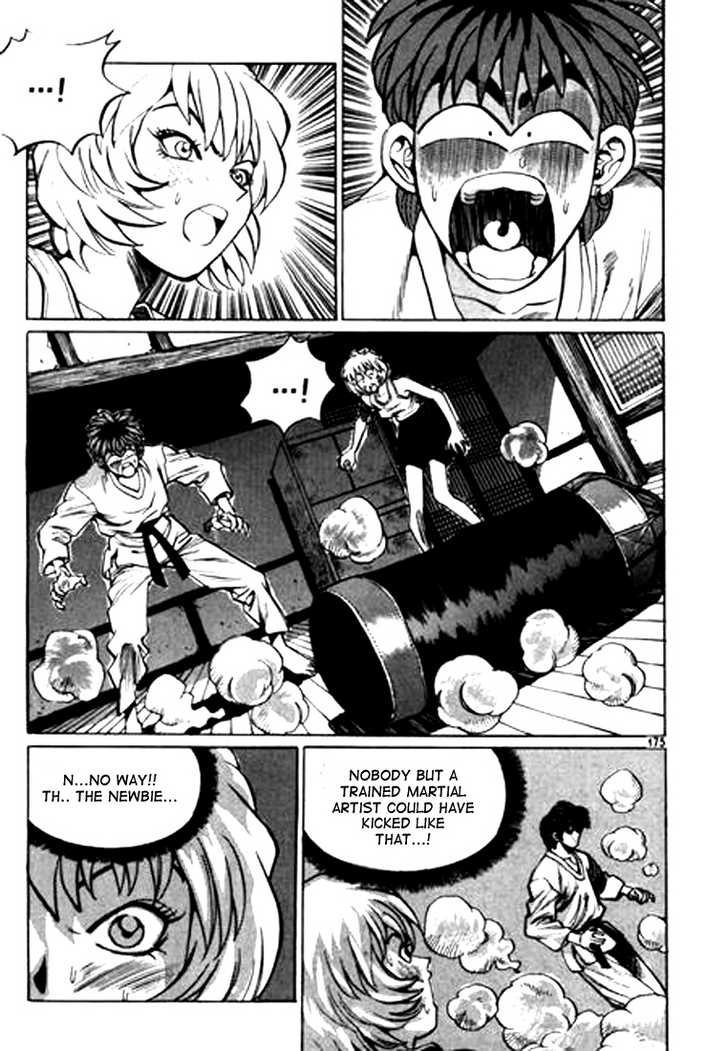 ...!
...!
175
N...NO WAY!!
TH.. THE NEWBIE...
NOBODY BUT A
TRAINED MARTIAL
ARTIST COULD HAVE
KICKED LIKE
THAT...!